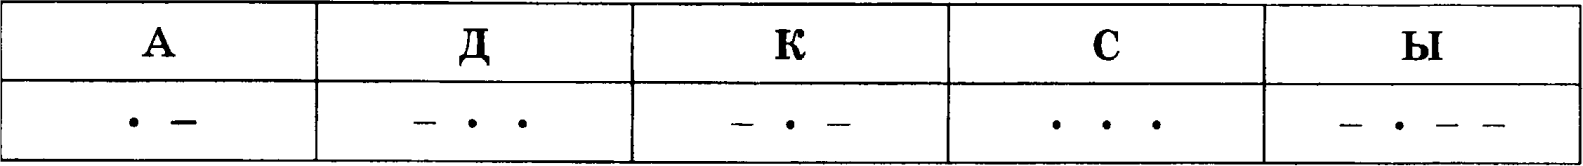 А Д К С Ы
• – – • • – • – • • • – • – –